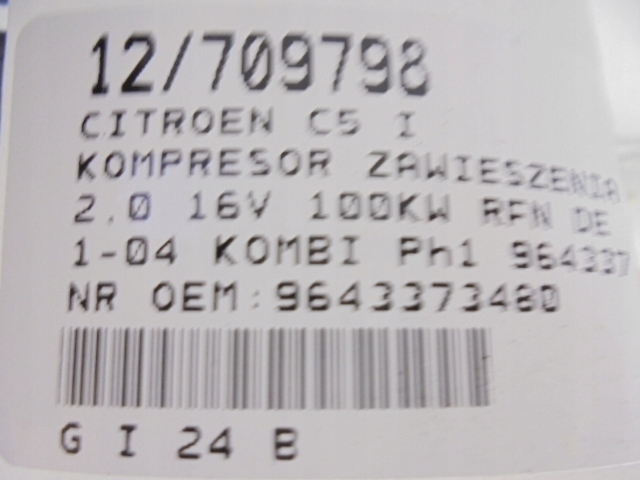 12/709798
CITROEN C5 I
KOMPRESOR ZAWIESZENIA
2.0 16V 100KW RFN DE
1-04 KOMBI Ph1 964337
NR OEM:9643373480
G I 24 B